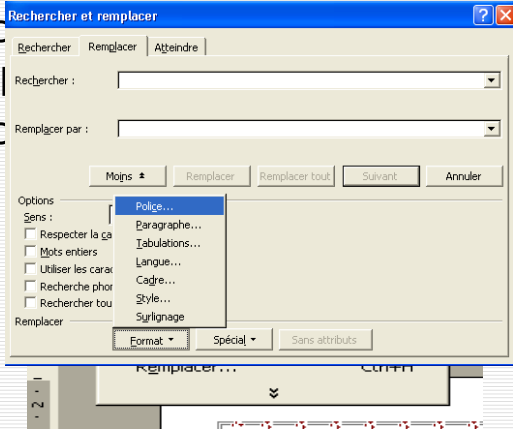 Rechercher et remplacer
Rechercher Remplacer Atteindre
Rechercher :
Remplacer par :
Moins Remplacer Remplacer tout Suivant Annuler
Options
Sens :
Respecter la ca
Mots entiers
Utiliser les carac
Recherche phor
Rechercher tou
Police...
Paragraphe...
Tabulations...
Langue...
Cadre...
Style...
Surlignage
Remplacer
Format Spécial Sans attributs
Remplacer... Ctrl+H
2